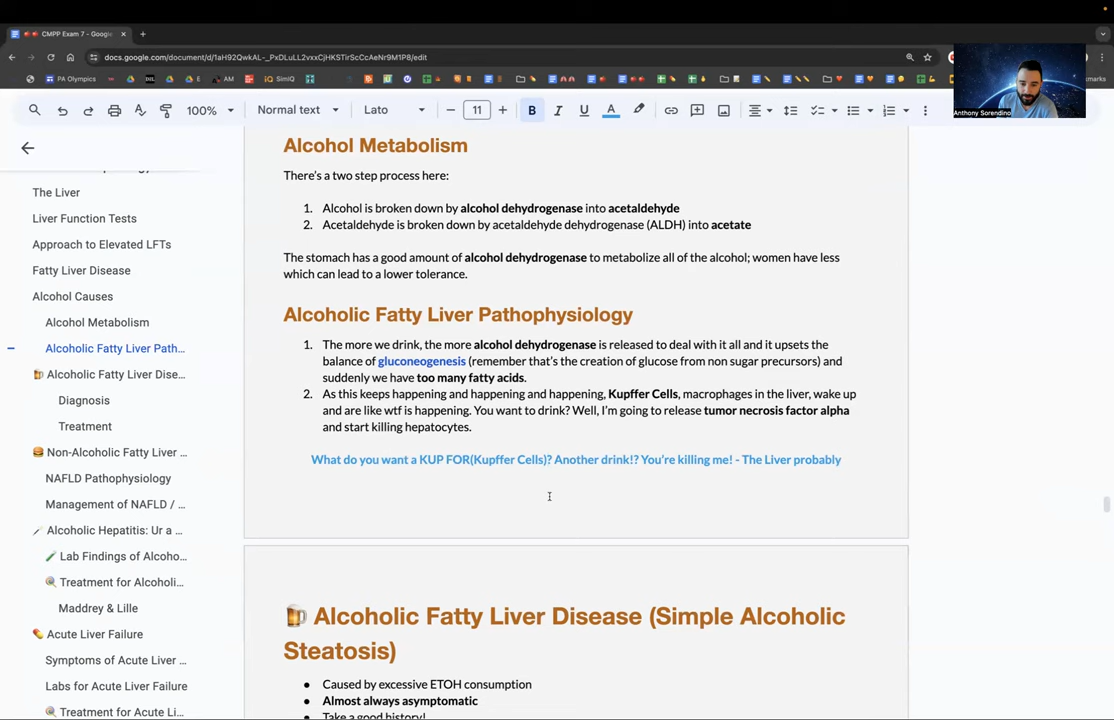 CMPP Exam 7 - Google
docs.google.com/document/d/1aH92QwkAL-_PxDLuLL2vxxCjHKSTirScCcAeNr9M1P8/edit
PA Olympics
DSL
E
AM
iQ SimIQ
bookmarks
Anthony Sorendino
100%
Normal text
Lato
11
The Liver
Liver Function Tests
Approach to Elevated LFTs
Fatty Liver Disease
Alcohol Causes
Alcohol Metabolism
Alcoholic Fatty Liver Path...
🍺 Alcoholic Fatty Liver Dise...
Diagnosis
Treatment
🍔 Non-Alcoholic Fatty Liver ...
NAFLD Pathophysiology
Management of NAFLD / ...
Alcoholic Hepatitis: Ur a ...
🧪 Lab Findings of Alcoho...
Treatment for Alcoholi...
Maddrey & Lille
💊 Acute Liver Failure
Symptoms of Acute Liver ...
Labs for Acute Liver Failure
Treatment for Acute Li...
Alcohol Metabolism
There's a two step process here:
1. Alcohol is broken down by alcohol dehydrogenase into acetaldehyde
2. Acetaldehyde is broken down by acetaldehyde dehydrogenase (ALDH) into acetate
The stomach has a good amount of alcohol dehydrogenase to metabolize all of the alcohol; women have less
which can lead to a lower tolerance.
Alcoholic Fatty Liver Pathophysiology
1. The more we drink, the more alcohol dehydrogenase is released to deal with it all and it upsets the
balance of gluconeogenesis (remember that's the creation of glucose from non sugar precursors) and
suddenly we have too many fatty acids.
2. As this keeps happening and happening and happening, Kupffer Cells, macrophages in the liver, wake up
and are like wtf is happening. You want to drink? Well, I'm going to release tumor necrosis factor alpha
and start killing hepatocytes.
What do you want a KUP FOR(Kupffer Cells)? Another drink!? You're killing me! - The Liver probably
🍺 Alcoholic Fatty Liver Disease (Simple Alcoholic
Steatosis)
● Caused by excessive ETOH consumption
● Almost always asymptomatic
● Take a good history!